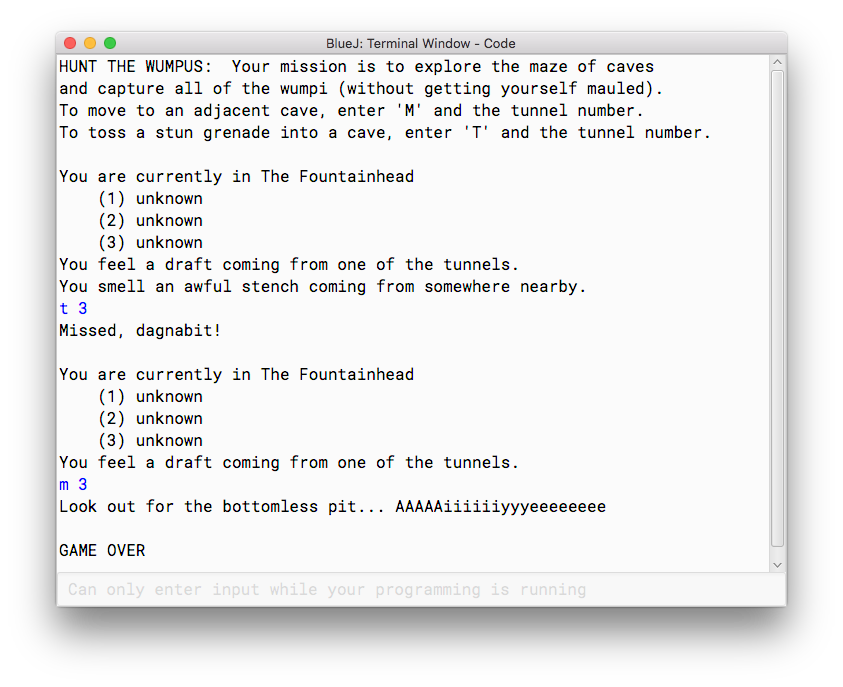 BlueJ: Terminal Window - Code
HUNT THE WUMPUS:  Your mission is to explore the maze of caves
and capture all of the wumpi (without getting yourself mauled).
To move to an adjacent cave, enter 'M' and the tunnel number.
To toss a stun grenade into a cave, enter 'T' and the tunnel number.

You are currently in The Fountainhead
    (1) unknown
    (2) unknown
    (3) unknown
You feel a draft coming from one of the tunnels.
You smell an awful stench coming from somewhere nearby.
t 3
Missed, dagnabit!

You are currently in The Fountainhead
    (1) unknown
    (2) unknown
    (3) unknown
You feel a draft coming from one of the tunnels.
m 3
Look out for the bottomless pit... AAAAAiiiiiiyyyeeeeeeee

GAME OVER
Can only enter input while your programming is running